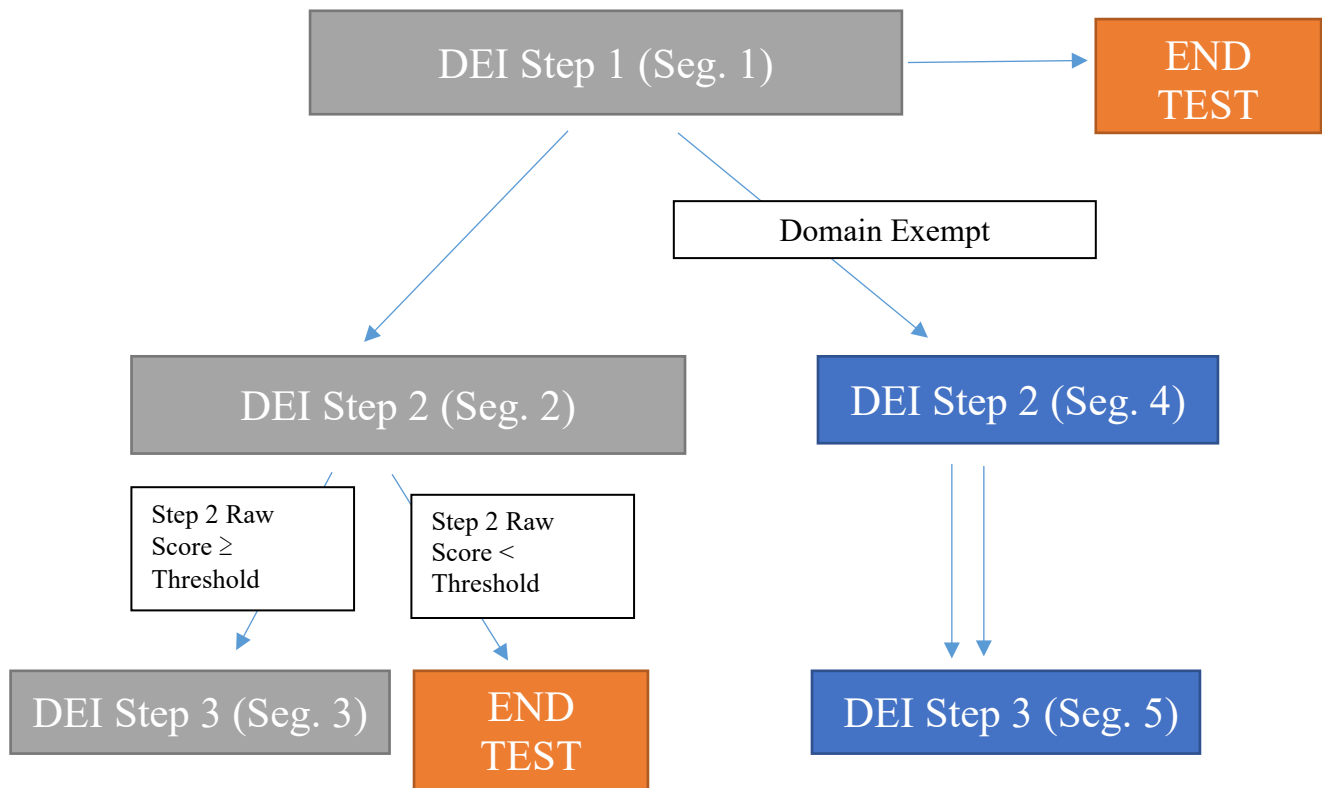 DEI Step 1 (Seg. 1)
END
TEST
Domain Exempt
DEI Step 2 (Seg. 2)
DEI Step 2 (Seg. 4)
Step 2 Raw
Score ≥
Threshold
Step 2 Raw
Score <
Threshold
DEI Step 3 (Seg. 3)
END
TEST
DEI Step 3 (Seg. 5)